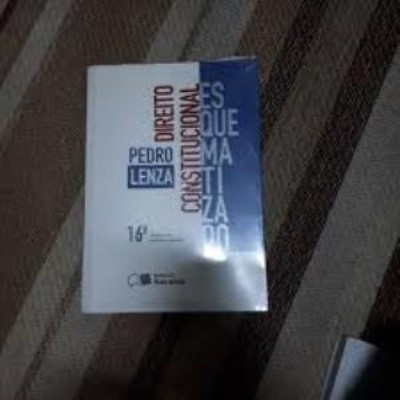 PEDRO
LENZA
DIREITO
CONSTITUCIONAL
ES
QUE
MA
TI
ZA
DO
16ª